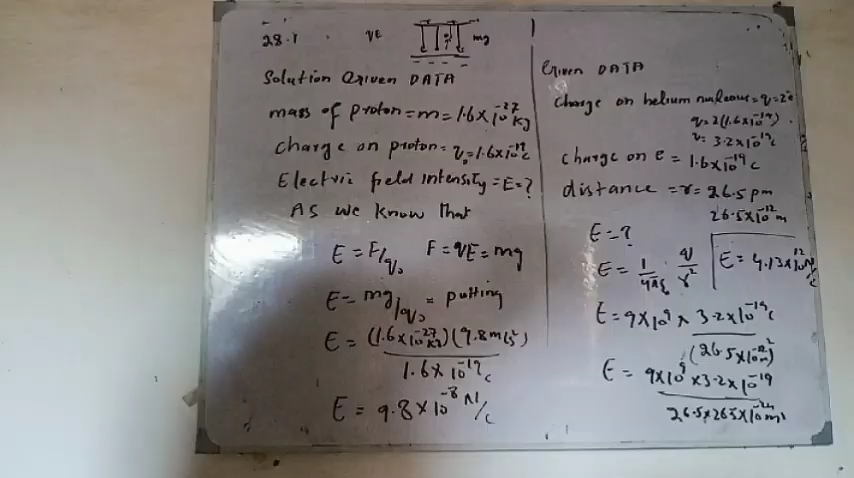 28.1 qE mg
Solution Given DATA
mass of proton = m = 1.6 × 10⁻²⁷ kg
charge on proton = q₀ = 1.6 × 10⁻¹⁹ c
Electric field intensity = E = ?
As we know that
E = F/q₀ F = qE = mg
E = mg/q₀ = putting
E = (1.6 × 10⁻²⁷ kg) (9.8 m/s²)
1.6 × 10⁻¹⁹ c
E = 9.8 × 10⁻⁸ N/c
Given DATA
charge on helium nucleous = q = 2e
q = 2(1.6 × 10⁻¹⁹)
q = 3.2 × 10⁻¹⁹ c
charge on e = 1.6 × 10⁻¹⁹ c
distance = r = 26.5 pm
26.5 × 10⁻¹² m
E = ?
E = 1/4πε₀ q/r²
E = 4.13 × 10¹² N/c
E = 9 × 10⁹ × 3.2 × 10⁻¹⁹ c
(26.5 × 10⁻¹² m)²
E = 9 × 10⁹ × 3.2 × 10⁻¹⁹
26.5 × 26.5 × 10⁻²⁴ m